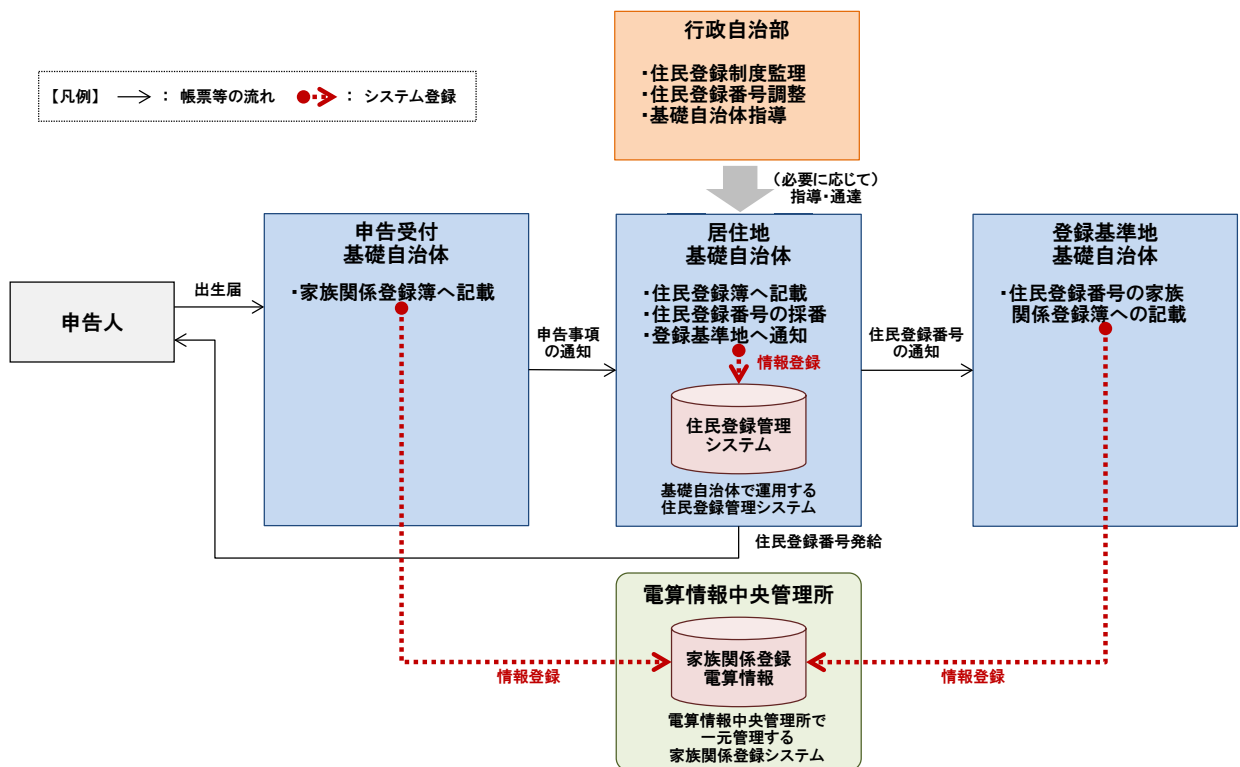 行政自治部
・住民登録制度監理
・住民登録番号調整
・基礎自治体指導
【凡例】 → ： 帳票等の流れ ： システム登録
（必要に応じて）
指導・通達
申告受付
基礎自治体
・家族関係登録簿へ記載
居住地
基礎自治体
・住民登録簿へ記載
・住民登録番号の採番
・登録基準地へ通知
登録基準地
基礎自治体
・住民登録番号の家族
関係登録簿への記載
申告人
出生届
申告事項
の通知
情報登録
住民登録番号
の通知
住民登録管理
システム
基礎自治体で運用する
住民登録管理システム
住民登録番号発給
電算情報中央管理所
家族関係登録
電算情報
情報登録
情報登録
電算情報中央管理所で
一元管理する
家族関係登録システム